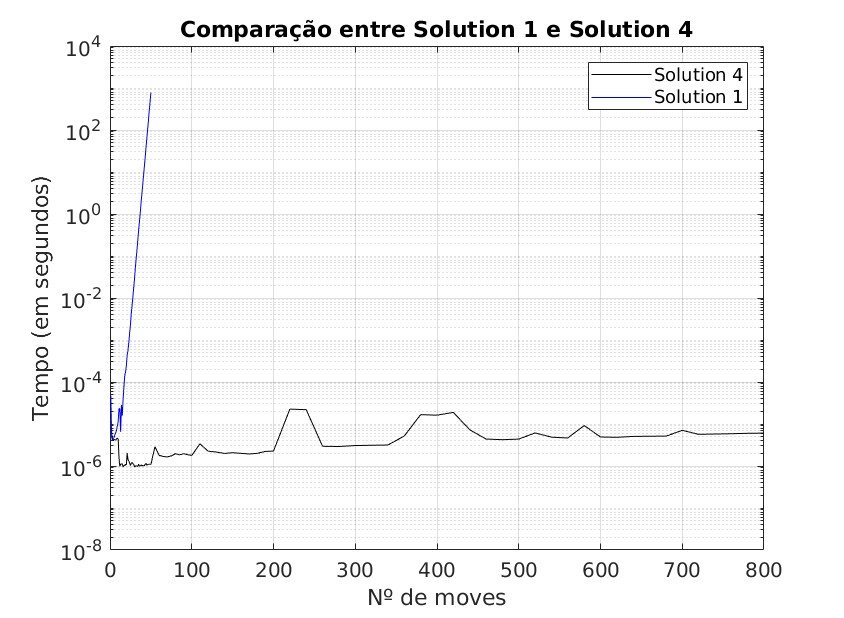 Comparação entre Solution 1 e Solution 4
Solution 4
Solution 1
10^4
10^2
10^0
10^-2
10^-4
10^-6
10^-8
Tempo (em segundos)
0 100 200 300 400 500 600 700 800
Nº de moves